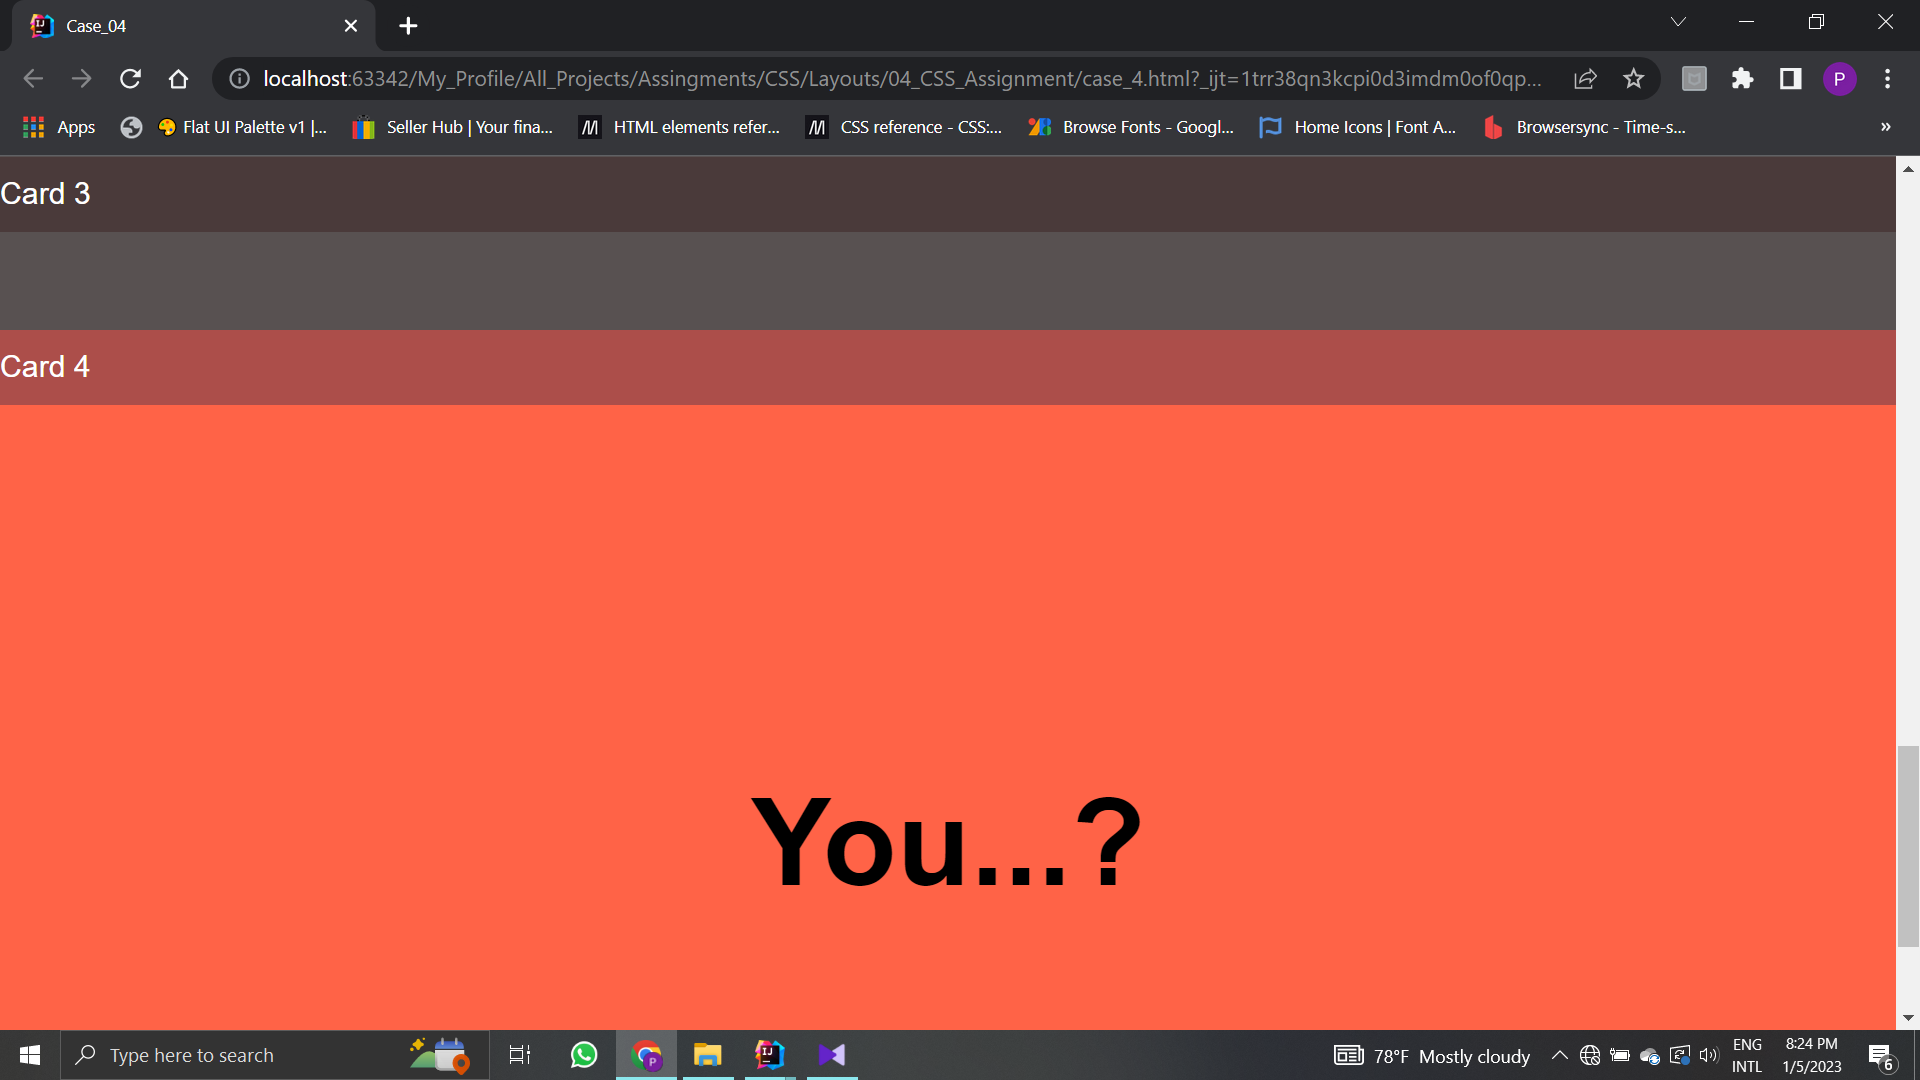 Case_04
localhost:63342/My_Profile/All_Projects/Assingments/CSS/Layouts/04_CSS_Assignment/case_4.html?_ijt=1trr38qn3kcpi0d3imdm0of0qp...
P
Apps
Flat UI Palette v1 |...
Seller Hub | Your fina...
HTML elements refer...
CSS reference - CSS:...
Browse Fonts - Googl...
Home Icons | Font A...
Browsersync - Time-s...
»
Card 3
Card 4
You...?
Type here to search
78°F Mostly cloudy
ENG
INTL
8:24 PM
1/5/2023
6